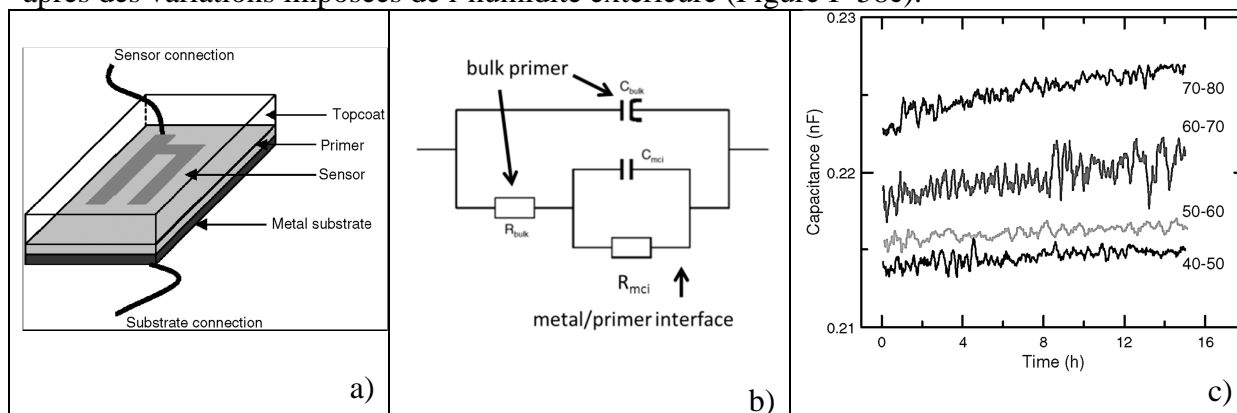 après des variations imposées de l'humidité extérieure (Figure I-38c).
Sensor connection
Topcoat
Primer
Sensor
Metal substrate
Substrate connection
a)
bulk primer
C_bulk
C_mci
R_bulk
R_mci
metal/primer interface
b)
0.23
70-80
60-70
Capacitance (nF)
0.22
50-60
40-50
0.21
0
4
8
12
16
Time (h)
c)